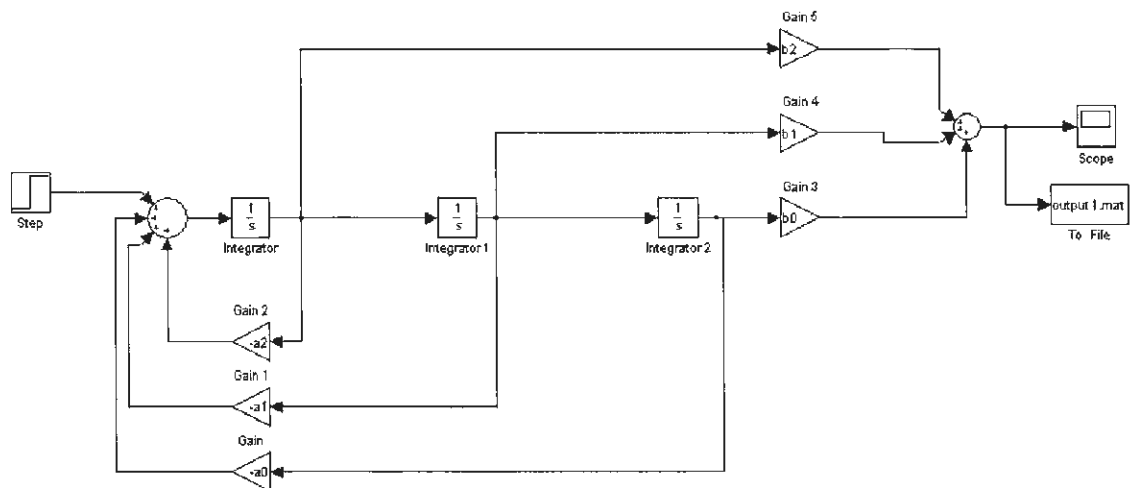 Gain 5
b2
Gain 4
b1
Scope
Step
1
s
Integrator
1
s
Integrator 1
1
s
Integrator 2
Gain 3
b0
output 1.mat
To File
Gain 2
-a2
Gain 1
-a1
Gain
-a0